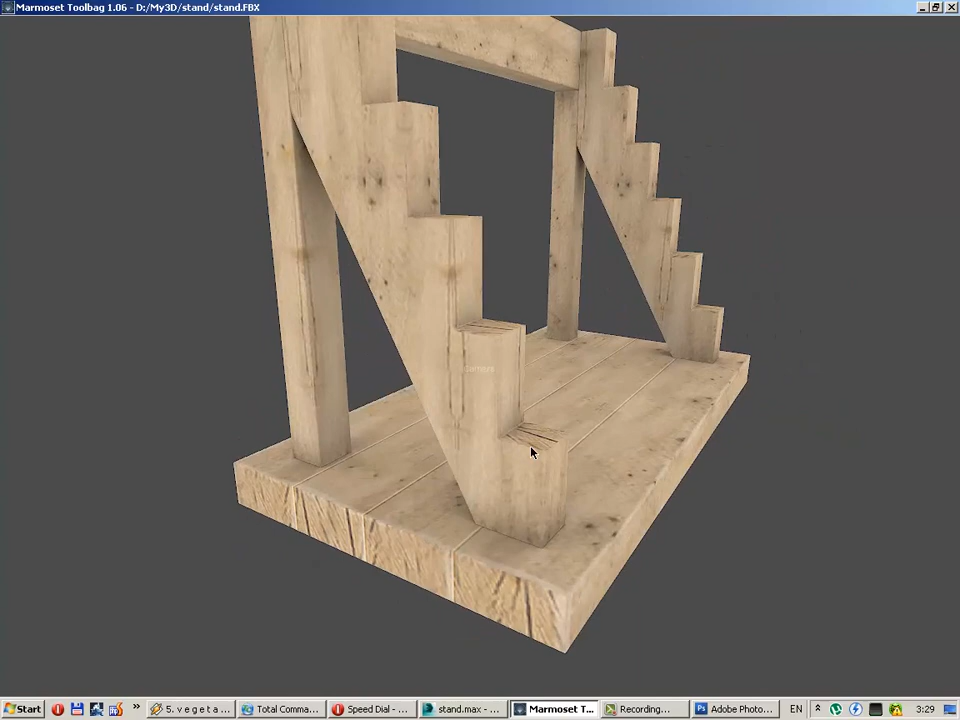 Marmoset Toolbag 1.06 - D:/My3D/stand/stand.FBX
Camera
Start
5. v e g e t a ...
Total Comma...
Speed Dial - ...
stand.max - ...
Marmoset T...
Recording...
Adobe Photo...
EN
3:29